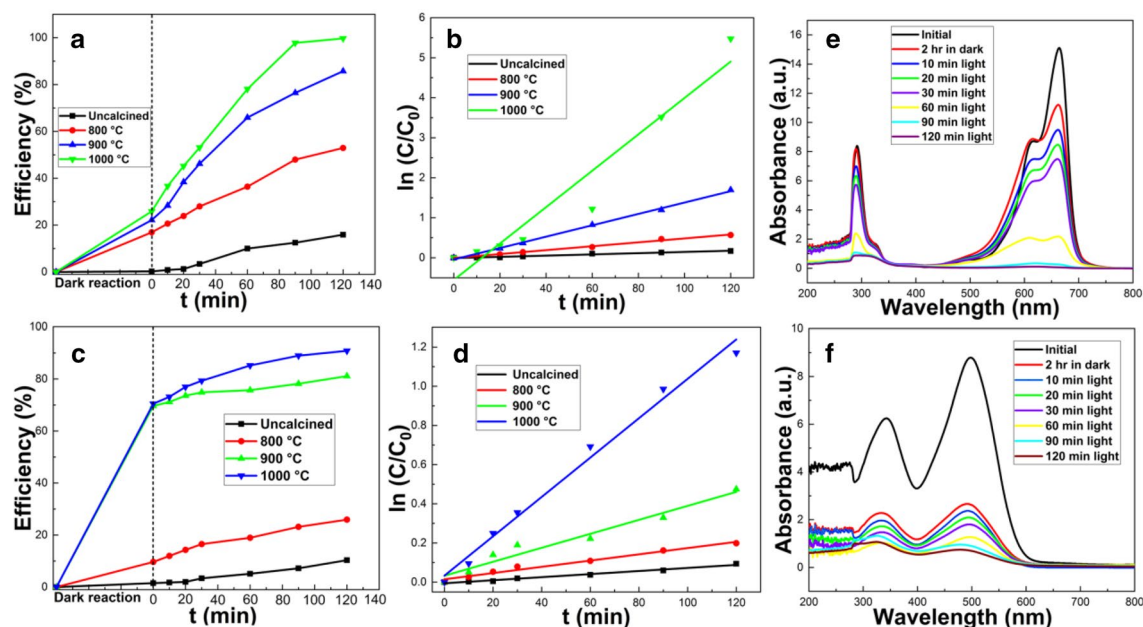 a
Efficiency (%)
100
80
60
40
20
0
Uncalcined
800 °C
900 °C
1000 °C
Dark reaction
0 20 40 60 80 100 120 140
t (min)
b
ln (C/C₀)
6
5
4
3
2
1
0
Uncalcined
800 °C
900 °C
1000 °C
0 20 40 60 80 100 120
t (min)
e
Absorbance (a.u.)
16
14
12
10
8
6
4
2
0
Initial
2 hr in dark
10 min light
20 min light
30 min light
60 min light
90 min light
120 min light
200 300 400 500 600 700 800
Wavelength (nm)
c
Efficiency (%)
100
80
60
40
20
0
Uncalcined
800 °C
900 °C
1000 °C
Dark reaction
0 20 40 60 80 100 120 140
t (min)
d
ln (C/C₀)
1.2
1.0
0.8
0.6
0.4
0.2
0.0
Uncalcined
800 °C
900 °C
1000 °C
0 20 40 60 80 100 120
t (min)
f
Absorbance (a.u.)
10
8
6
4
2
0
Initial
2 hr in dark
10 min light
20 min light
30 min light
60 min light
90 min light
120 min light
200 300 400 500 600 700 800
Wavelength (nm)